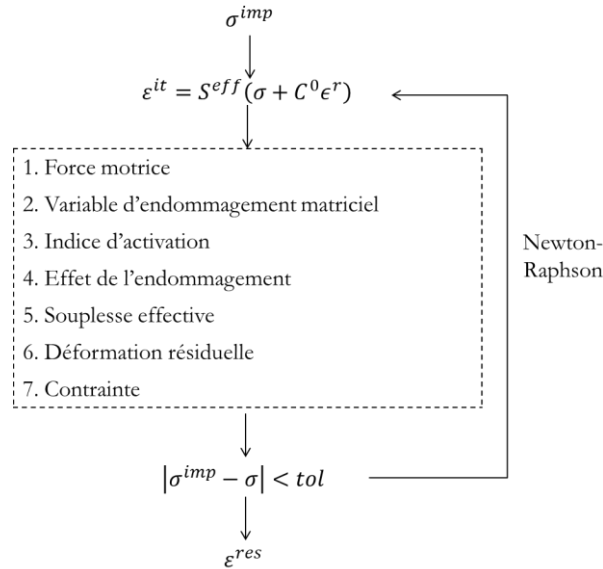 σ^{imp}
ε^{it} = S^{eff}(σ + C^0 ϵ^r)
1. Force motrice
2. Variable d'endommagement matriciel
3. Indice d'activation
4. Effet de l'endommagement
5. Souplesse effective
6. Déformation résiduelle
7. Contrainte
Newton-
Raphson
|σ^{imp} − σ| < tol
ε^{res}